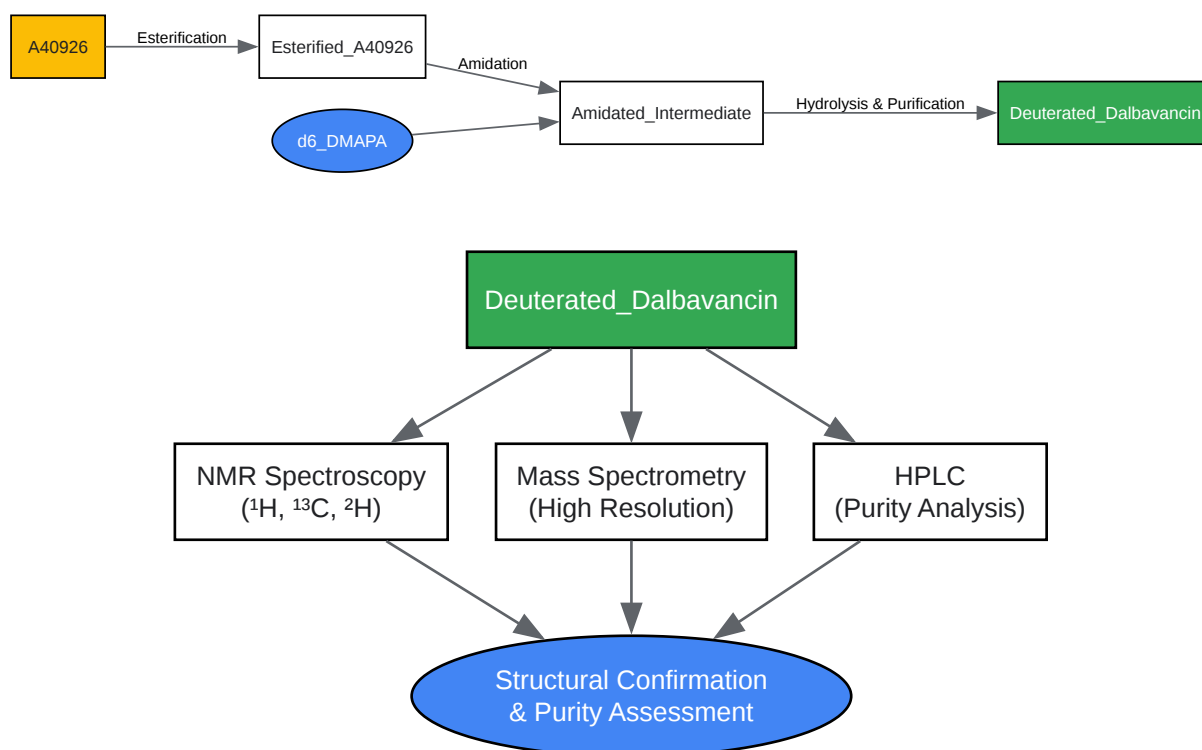 A40926
Esterification
Esterified_A40926
Amidation
d6_DMAPA
Amidated_Intermediate
Hydrolysis & Purification
Deuterated_Dalbavancin
Deuterated_Dalbavancin
NMR Spectroscopy
(¹H, ¹³C, ²H)
Mass Spectrometry
(High Resolution)
HPLC
(Purity Analysis)
Structural Confirmation
& Purity Assessment